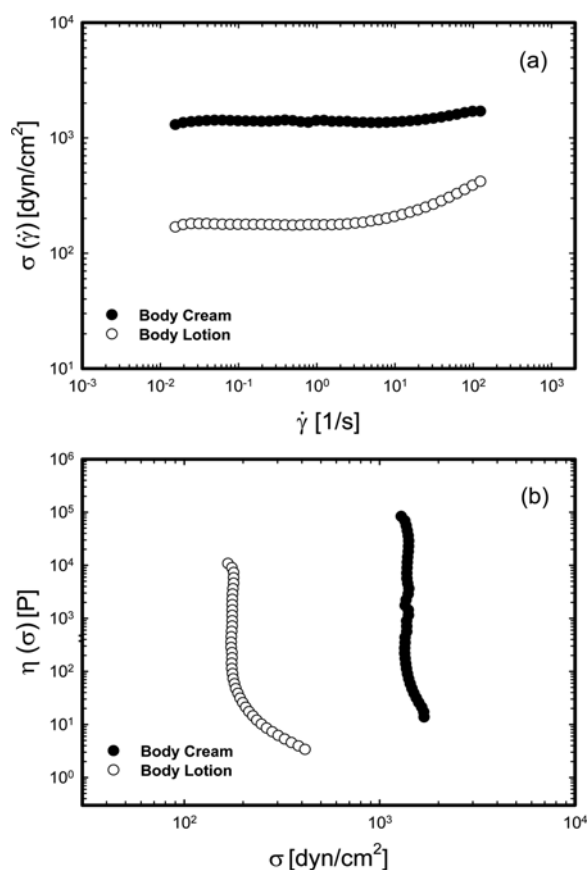 10⁴
(a)
10³
σ (γ̇) [dyn/cm²]
10²
Body Cream
Body Lotion
10¹
10⁻³ 10⁻² 10⁻¹ 10⁰ 10¹ 10² 10³
γ̇ [1/s]
10⁶
(b)
10⁵
10⁴
η (σ) [P]
10³
10²
10¹
Body Cream
Body Lotion
10⁰
10² 10³ 10⁴
σ [dyn/cm²]